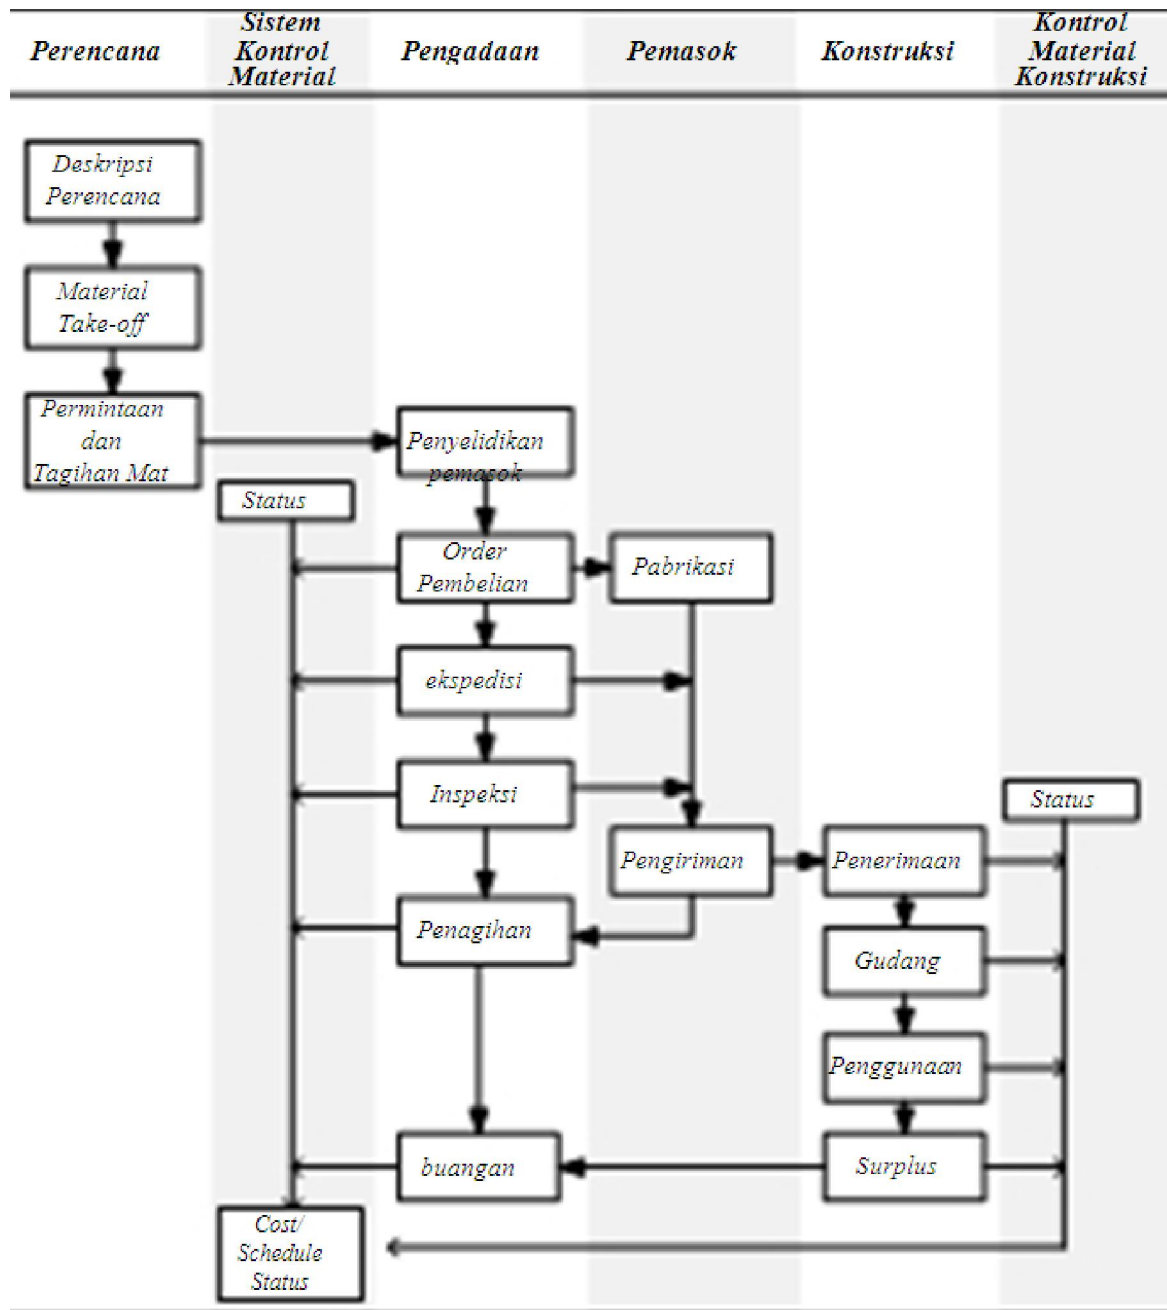 Perencana
Sistem
Kontrol
Material
Pengadaan
Pemasok
Konstruksi
Kontrol
Material
Konstruksi
Deskripsi
Perencana
Material
Take-off
Permintaan
dan
Tagihan Mat
Penyelidikan
pemasok
Status
Order
Pembelian
Pabrikasi
ekspedisi
Inspeksi
Status
Pengiriman
Penerimaan
Penagihan
Gudang
Penggunaan
buangan
Surplus
Cost/
Schedule
Status